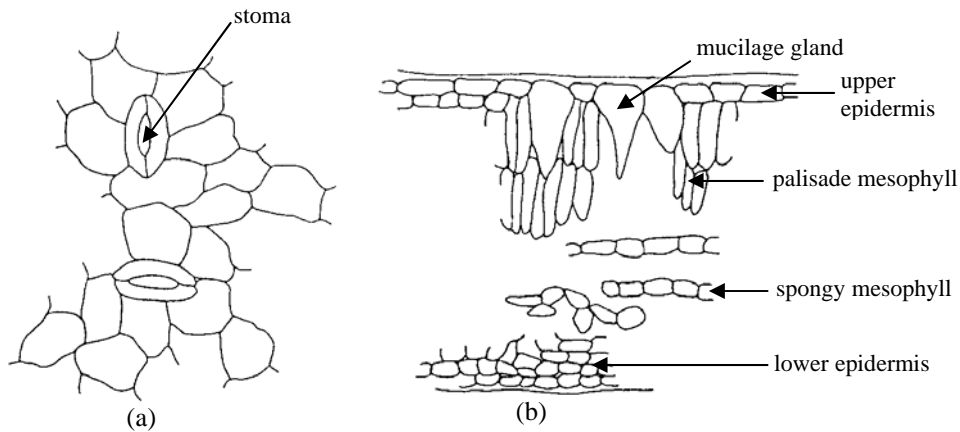 stoma
mucilage gland
upper
epidermis
palisade mesophyll
spongy mesophyll
lower epidermis
(a)
(b)